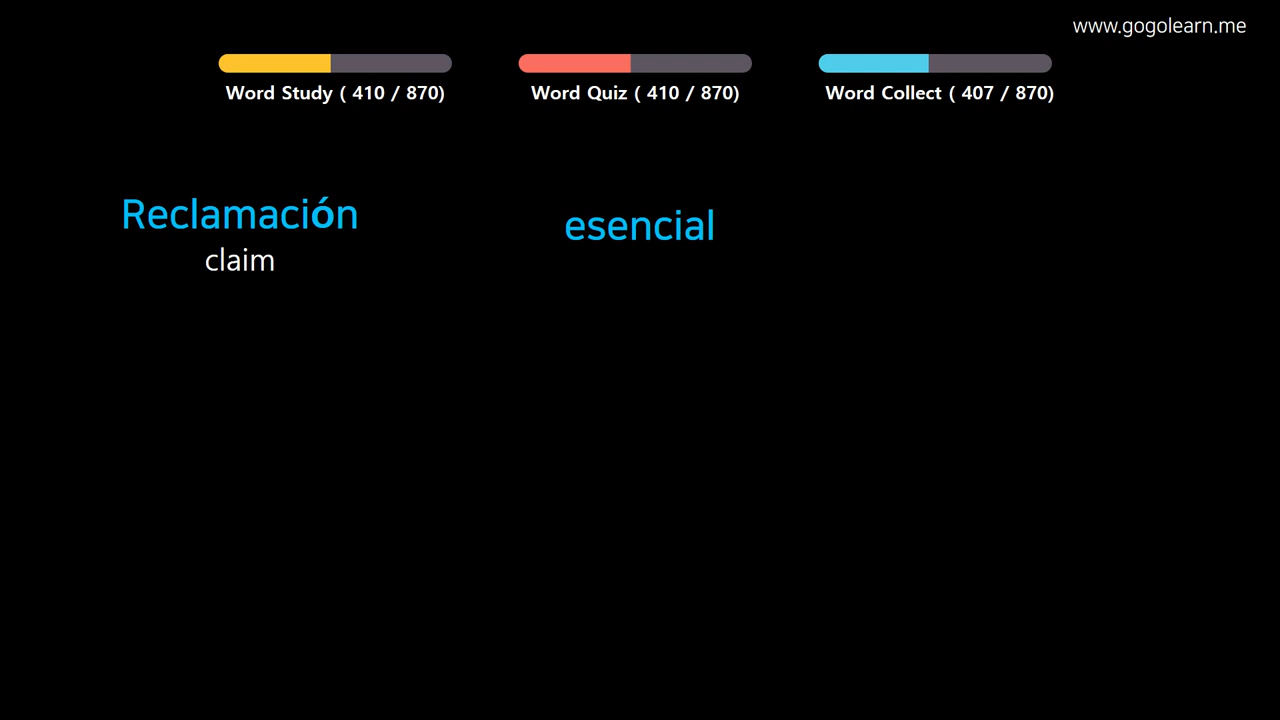 www.gogolearn.me
Word Study ( 410 / 870)
Word Quiz ( 410 / 870)
Word Collect ( 407 / 870)
Reclamación
claim
esencial